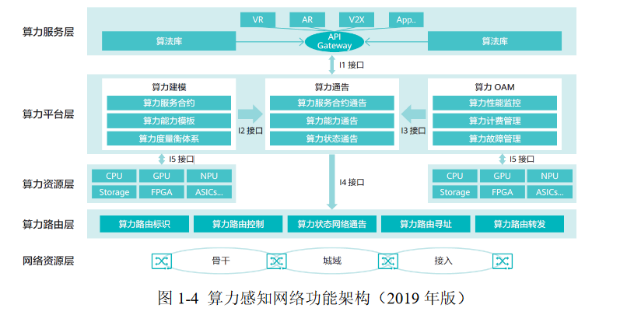 VR AR V2X App..
算力服务层
算法库 API Gateway 算法库
I1 接口
算力建模 算力通告 算力 OAM
算力服务合约 算力服务合约通告 算力性能监控
算力平台层 算力能力模板 算力能力通告 算力计费管理
I2 接口 I3 接口
算力度量衡体系 算力状态通告 算力故障管理
I5 接口 I5 接口
CPU GPU NPU CPU GPU NPU
算力资源层 I4 接口
Storage FPGA ASICs... Storage FPGA ASICs...
算力路由层 算力路由标识 算力路由控制 算力状态网络通告 算力路由寻址 算力路由转发
网络资源层 骨干 城域 接入
图 1-4 算力感知网络功能架构（2019 年版）